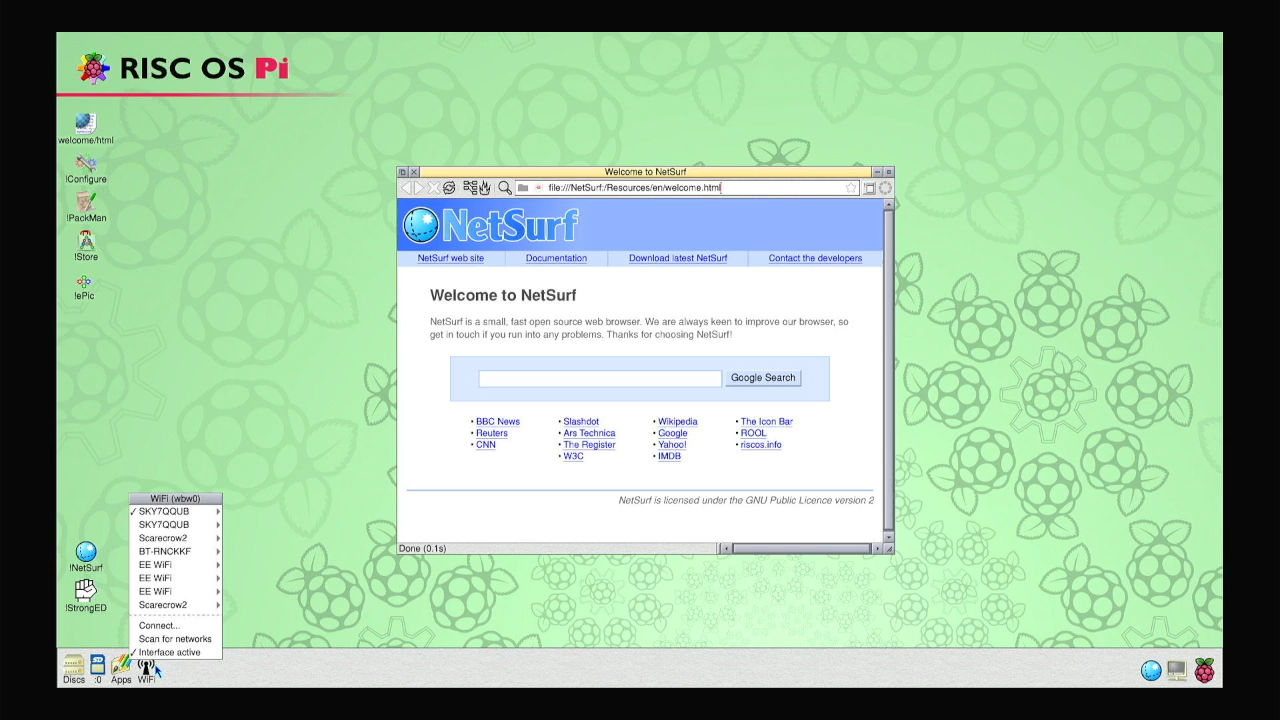 RISC OS Pi
welcome/html
!Configure
!PackMan
!Store
!ePic
Welcome to NetSurf
file:///NetSurf:/Resources/en/welcome.html
NetSurf
NetSurf web site Documentation Download latest NetSurf Contact the developers
Welcome to NetSurf
NetSurf is a small, fast open source web browser. We are always keen to improve our browser, so
get in touch if you run into any problems. Thanks for choosing NetSurf!
Google Search
• BBC News • Slashdot • Wikipedia • The Icon Bar
• Reuters • Ars Technica • Google • ROOL
• CNN • The Register • Yahoo! • riscos.info
• W3C • IMDB
NetSurf is licensed under the GNU Public Licence version 2
Done (0.1s)
WiFi (wbw0)
SKY7QQUB
SKY7QQUB
Scarecrow2
BT-RNCKKF
EE WiFi
EE WiFi
EE WiFi
Scarecrow2
Connect...
Scan for networks
Interface active
!NetSurf
!StrongED
SD
Discs :0 Apps WiFi